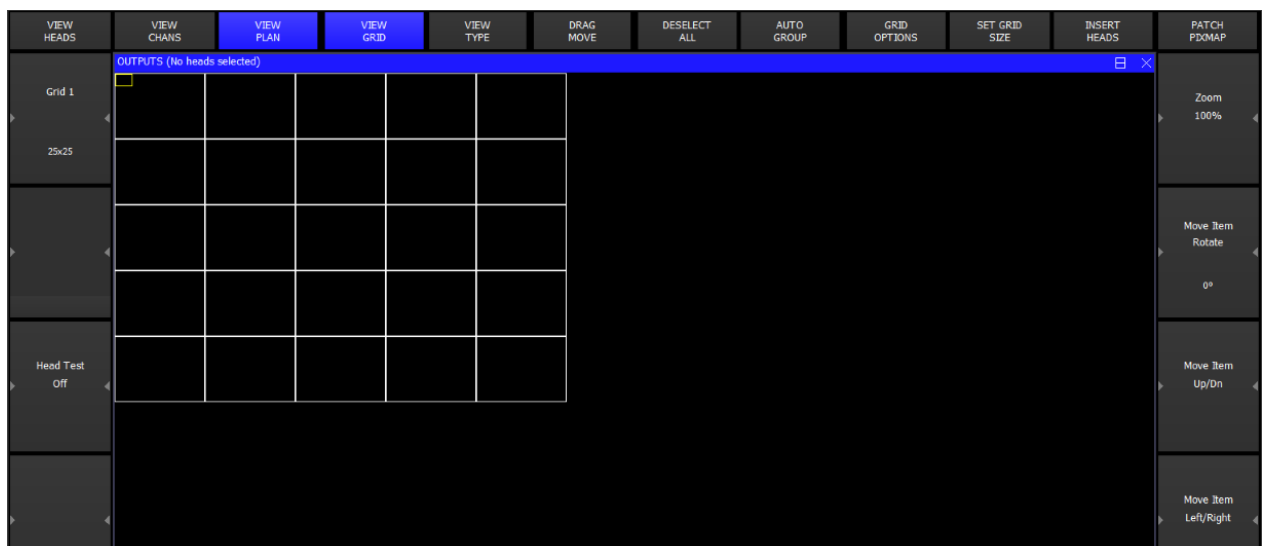 VIEW
HEADS
VIEW
CHANS
VIEW
PLAN
VIEW
GRID
VIEW
TYPE
DRAG
MOVE
DESELECT
ALL
AUTO
GROUP
GRID
OPTIONS
SET GRID
SIZE
INSERT
HEADS
PATCH
PIXMAP
OUTPUTS (No heads selected)
Grid 1
25x25
Head Test
Off
Zoom
100%
Move Item
Rotate
0º
Move Item
Up/Dn
Move Item
Left/Right